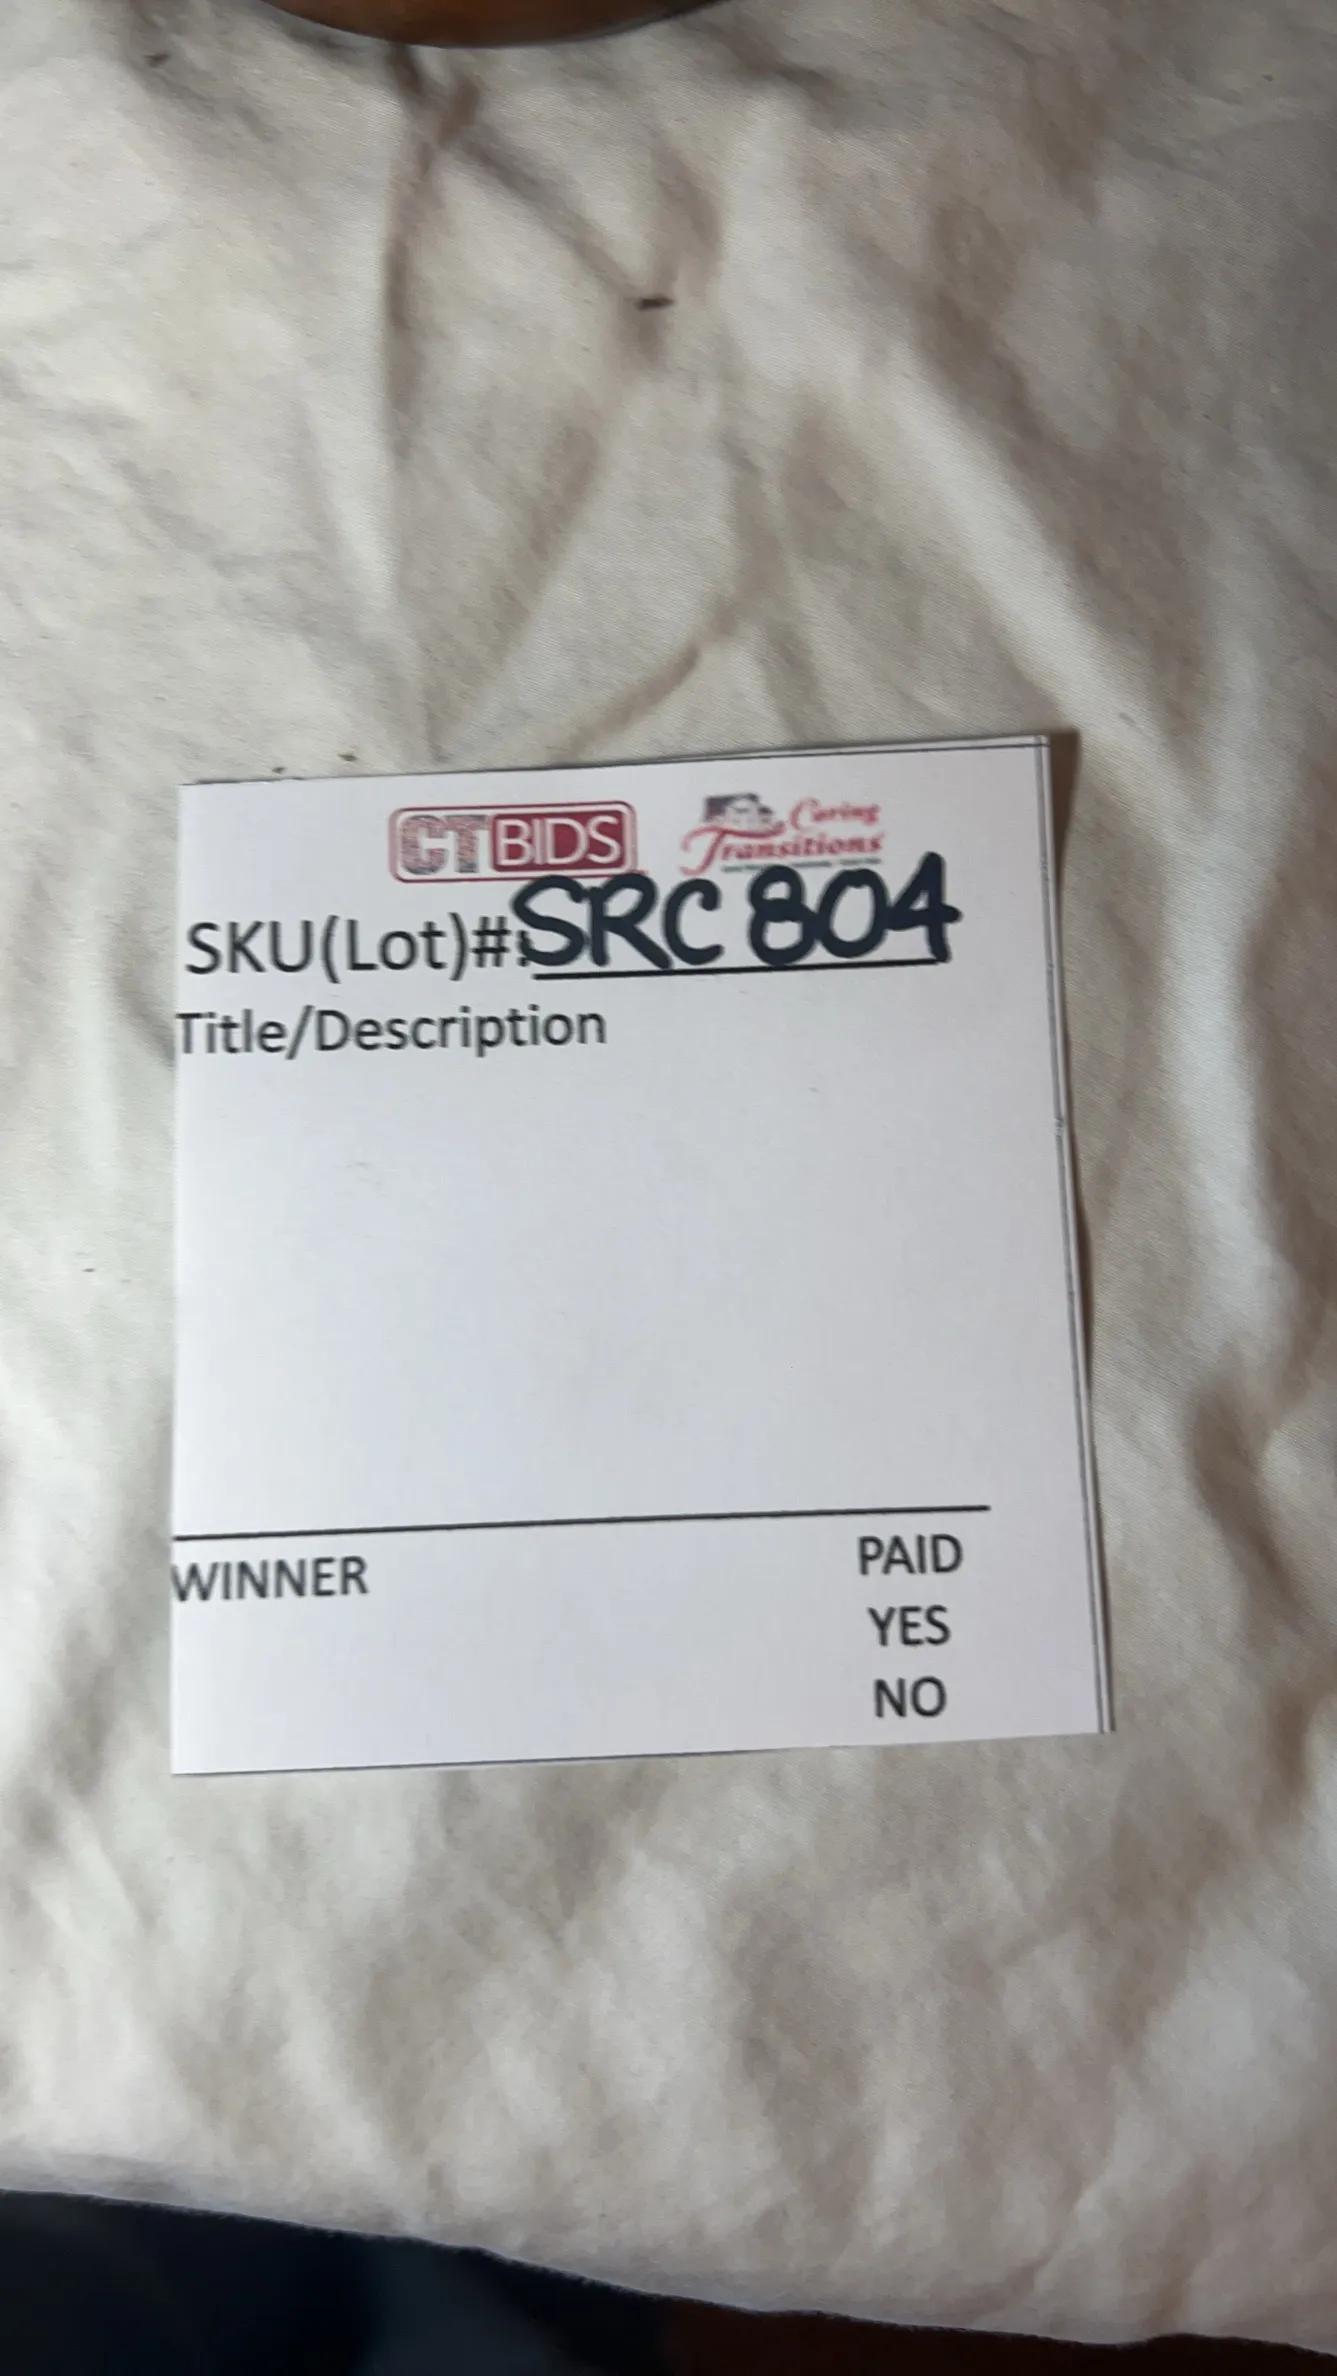 CTBIDS Caring
Transitions
SKU(Lot)#: SRC 804
Title/Description
WINNER PAID
YES
NO